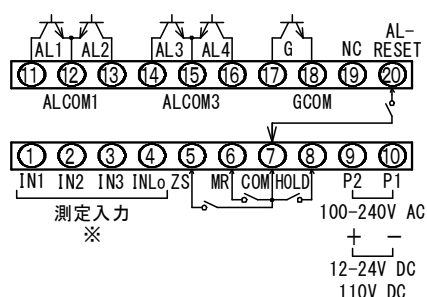 AL1 AL2 AL3 AL4 G NC AL-RESET
11 12 13 14 15 16 17 18 19 20
ALCOM1 ALCOM3 GCOM
1 2 3 4 5 6 7 8 9 10
IN1 IN2 IN3 INLo ZS MR COM HOLD P2 P1
測定入力
※
100-240V AC
+ −
12-24V DC
110V DC